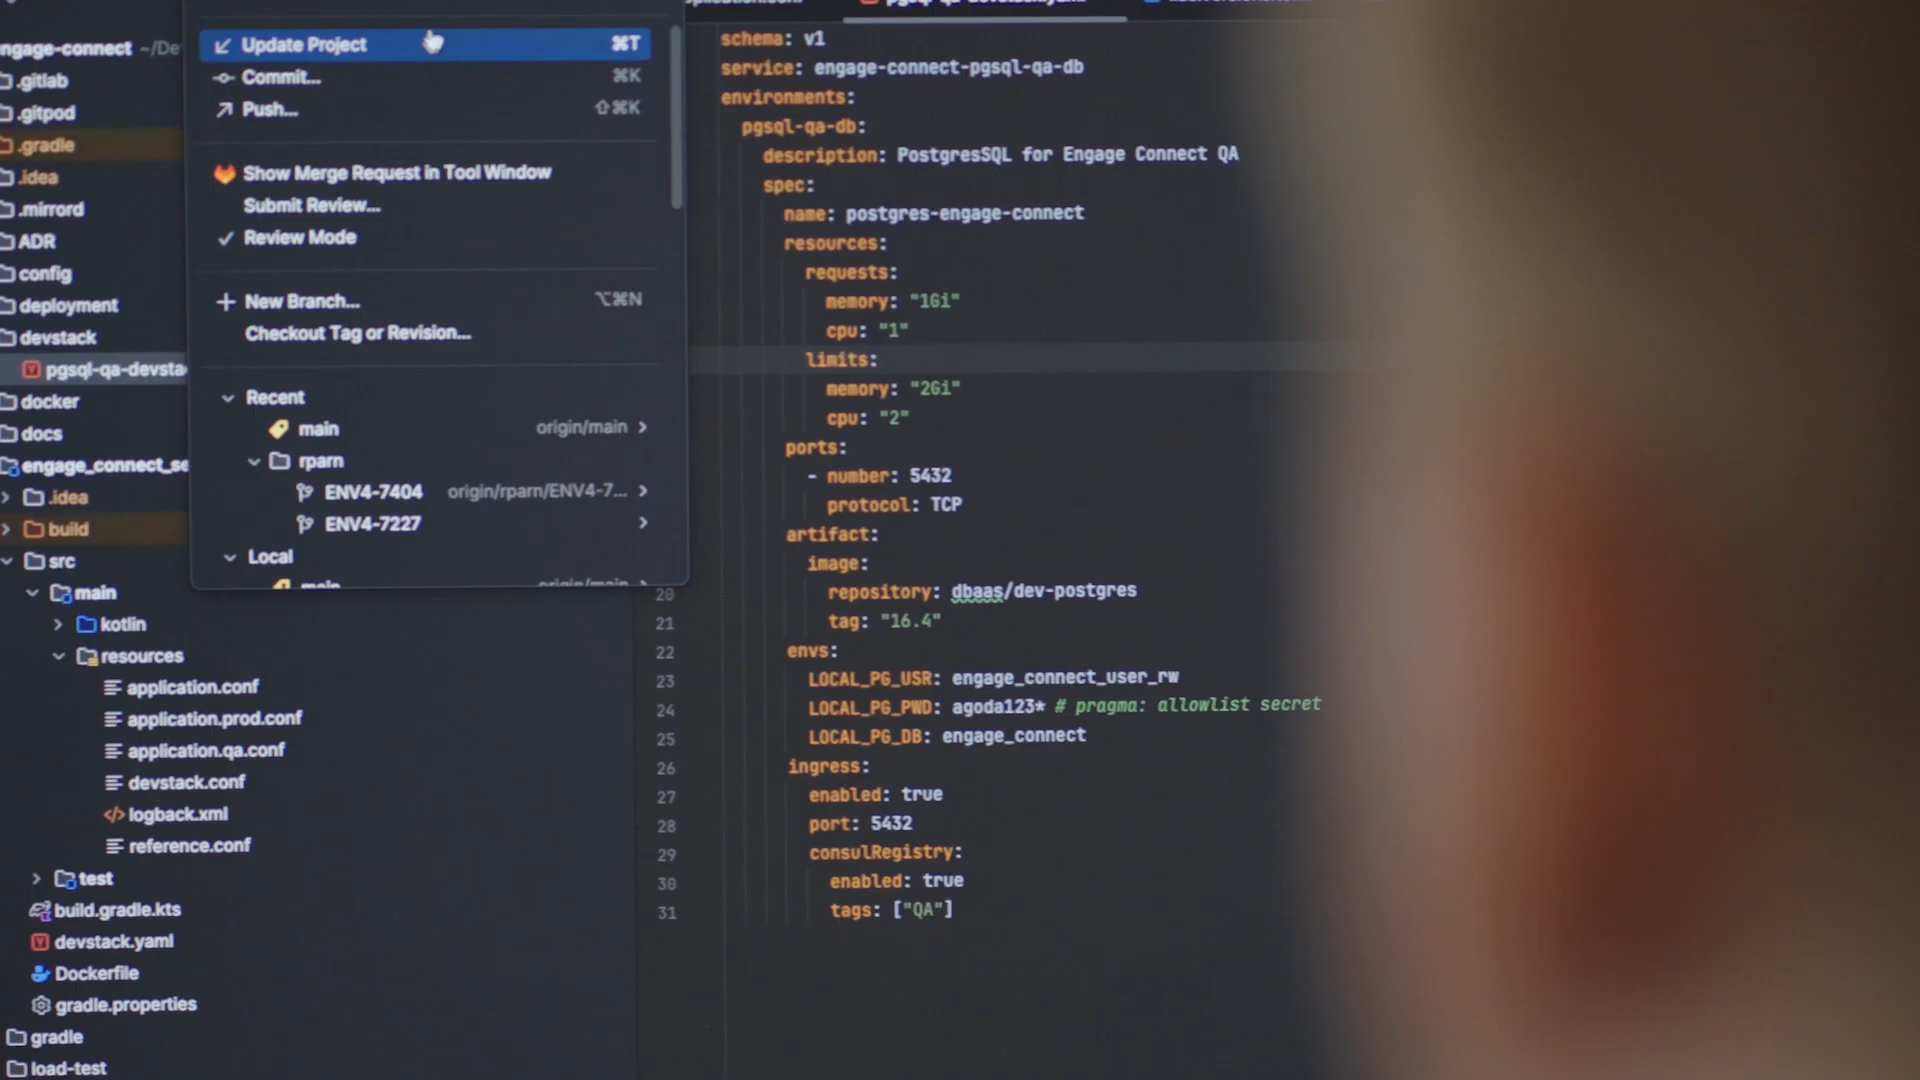 engage-connect ~/De
.gitlab
.gitpod
.gradle
.idea
.mirrord
ADR
config
deployment
devstack
pgsql-qa-devsta
docker
docs
engage_connect_se
.idea
build
src
main
kotlin
resources
application.conf
application.prod.conf
application.qa.conf
devstack.conf
logback.xml
reference.conf
test
build.gradle.kts
devstack.yaml
Dockerfile
gradle.properties
gradle
load-test
Update Project ⌘T
Commit... ⌘K
Push... ⇧⌘K
Show Merge Request in Tool Window
Submit Review...
Review Mode
New Branch... ⌥⌘N
Checkout Tag or Revision...
Recent
main origin/main
rparn
ENV4-7404 origin/rparn/ENV4-7...
ENV4-7227
Local
main origin/main
schema: v1
service: engage-connect-pgsql-qa-db
environments:
pgsql-qa-db:
description: PostgresSQL for Engage Connect QA
spec:
name: postgres-engage-connect
resources:
requests:
memory: "1Gi"
cpu: "1"
limits:
memory: "2Gi"
cpu: "2"
ports:
- number: 5432
protocol: TCP
artifact:
image:
20 repository: dbaas/dev-postgres
21 tag: "16.4"
22 envs:
23 LOCAL_PG_USR: engage_connect_user_rw
24 LOCAL_PG_PWD: agoda123* # pragma: allowlist secret
25 LOCAL_PG_DB: engage_connect
26 ingress:
27 enabled: true
28 port: 5432
29 consulRegistry:
30 enabled: true
31 tags: ["QA"]